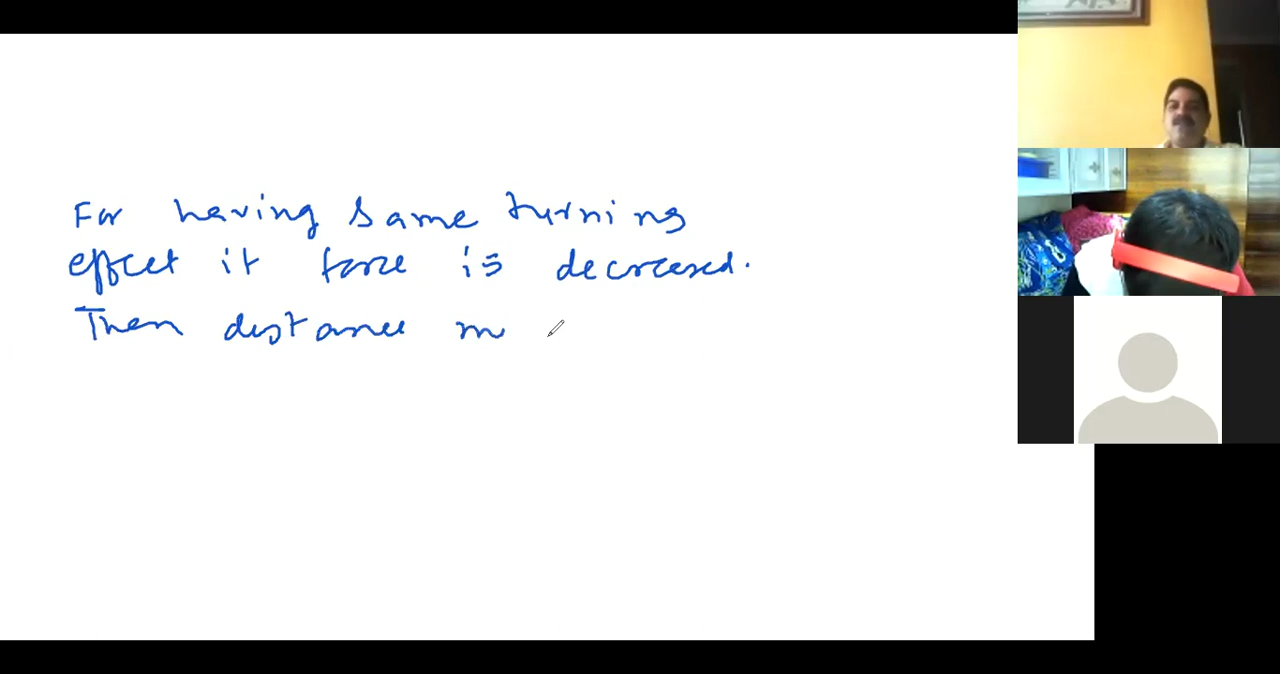 For having same turning
effect if force is decreased.
Then distance m